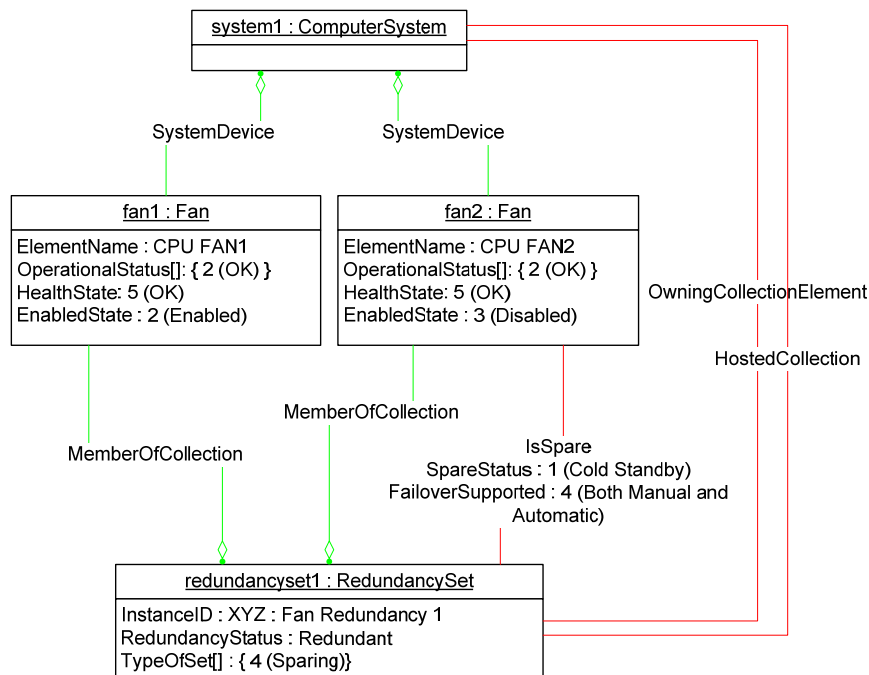 system1 : ComputerSystem
SystemDevice
SystemDevice
fan1 : Fan
ElementName : CPU FAN1
OperationalStatus[]: { 2 (OK) }
HealthState: 5 (OK)
EnabledState : 2 (Enabled)
fan2 : Fan
ElementName : CPU FAN2
OperationalStatus[]: { 2 (OK) }
HealthState: 5 (OK)
EnabledState : 3 (Disabled)
OwningCollectionElement
HostedCollection
MemberOfCollection
MemberOfCollection
IsSpare
SpareStatus : 1 (Cold Standby)
FailoverSupported : 4 (Both Manual and
Automatic)
redundancyset1 : RedundancySet
InstanceID : XYZ : Fan Redundancy 1
RedundancyStatus : Redundant
TypeOfSet[] : { 4 (Sparing)}